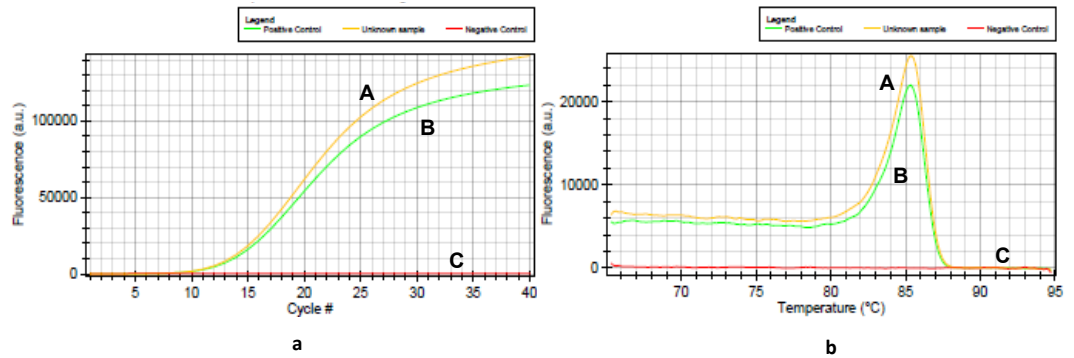 Legend
Positive Control Unknown sample Negative Control
Fluorescence (a.u.)
100000
50000
0
A
B
C
5 10 15 20 25 30 35 40
Cycle #
a
Legend
Positive Control Unknown sample Negative Control
Fluorescence (a.u.)
20000
10000
0
A
B
C
70 75 80 85 90 95
Temperature (ºC)
b